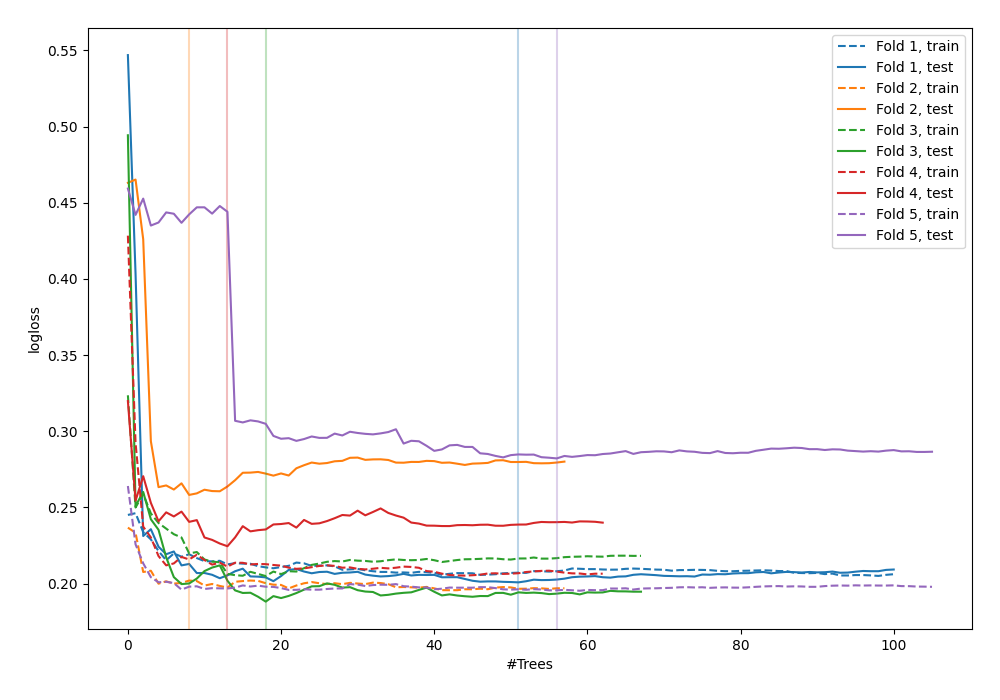 0.55
0.50
0.45
0.40
0.35
0.30
0.25
0.20
logloss
0
20
40
60
80
100
#Trees
Fold 1, train
Fold 1, test
Fold 2, train
Fold 2, test
Fold 3, train
Fold 3, test
Fold 4, train
Fold 4, test
Fold 5, train
Fold 5, test